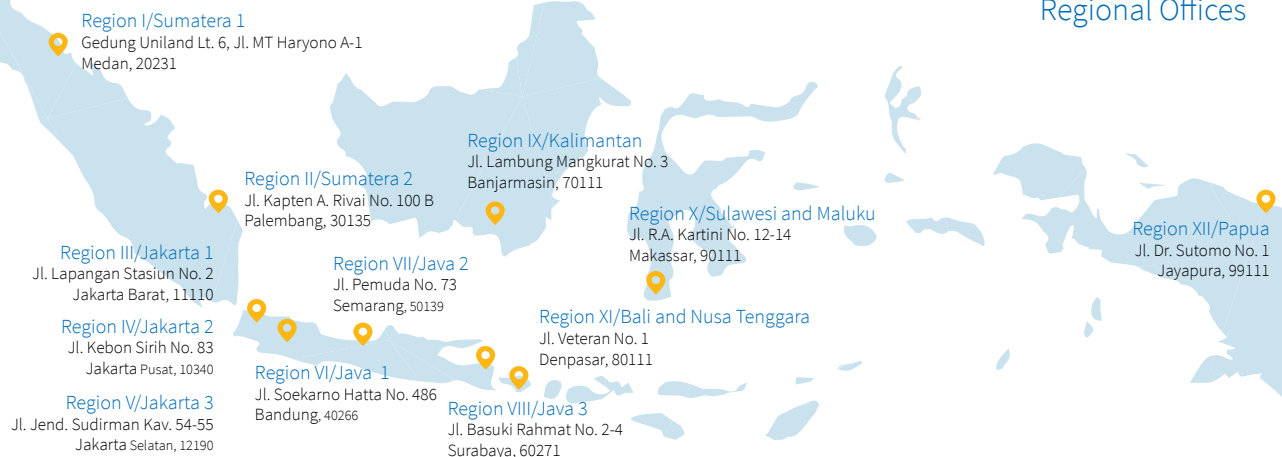 Regional Offices
Region I/Sumatera 1
Gedung Uniland Lt. 6, Jl. MT Haryono A-1
Medan, 20231
Region II/Sumatera 2
Jl. Kapten A. Rivai No. 100 B
Palembang, 30135
Region III/Jakarta 1
Jl. Lapangan Stasiun No. 2
Jakarta Barat, 11110
Region IV/Jakarta 2
Jl. Kebon Sirih No. 83
Jakarta Pusat, 10340
Region V/Jakarta 3
Jl. Jend. Sudirman Kav. 54-55
Jakarta Selatan, 12190
Region VI/Java 1
Jl. Soekarno Hatta No. 486
Bandung, 40266
Region VII/Java 2
Jl. Pemuda No. 73
Semarang, 50139
Region VIII/Java 3
Jl. Basuki Rahmat No. 2-4
Surabaya, 60271
Region IX/Kalimantan
Jl. Lambung Mangkurat No. 3
Banjarmasin, 70111
Region X/Sulawesi and Maluku
Jl. R.A. Kartini No. 12-14
Makassar, 90111
Region XI/Bali and Nusa Tenggara
Jl. Veteran No. 1
Denpasar, 80111
Region XII/Papua
Jl. Dr. Sutomo No. 1
Jayapura, 99111